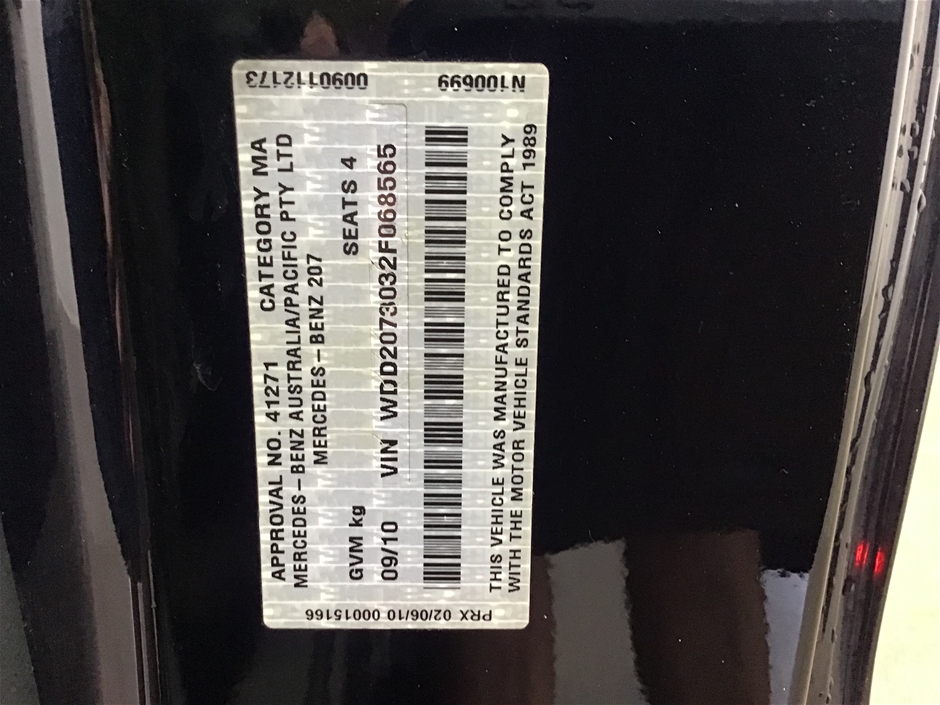 APPROVAL NO. 41271 CATEGORY MA
MERCEDES-BENZ AUSTRALIA/PACIFIC PTY LTD
MERCEDES-BENZ 207
GVM kg SEATS 4
09/10 VIN WDD2073032F068565
THIS VEHICLE WAS MANUFACTURED TO COMPLY
WITH THE MOTOR VEHICLE STANDARDS ACT 1989
0090112173 N100699
PRX 02/06/10 00015166